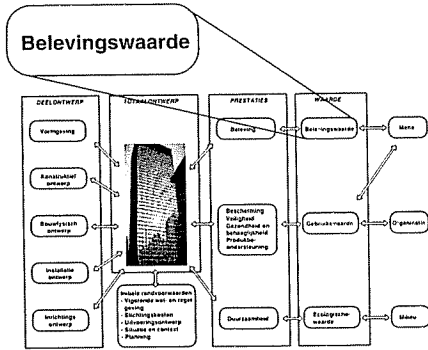 Belevingswaarde
DEELONTWERP
TOTAALONTWERP
PRESTATIES
WAARDE
Vormgeving
Konstruktief
ontwerp
Bouwfysisch
ontwerp
Installatie
ontwerp
Inrichtings
ontwerp
Initiele randvoorwaarden
- Vigerende wet- en regel
geving
- Stichtingskosten
- Uitvoeringsontwerp
- Situatie en context
- Planning
Beleving
Bescherming
Veiligheid
Gezondheid en
behaaglijkheid
Produktie-
ondersteuning
Duurzaamheid
Belevingswaarde
Gebruikswaarde
Ecologische-
waarde
Mens
Organisatie
Milieu